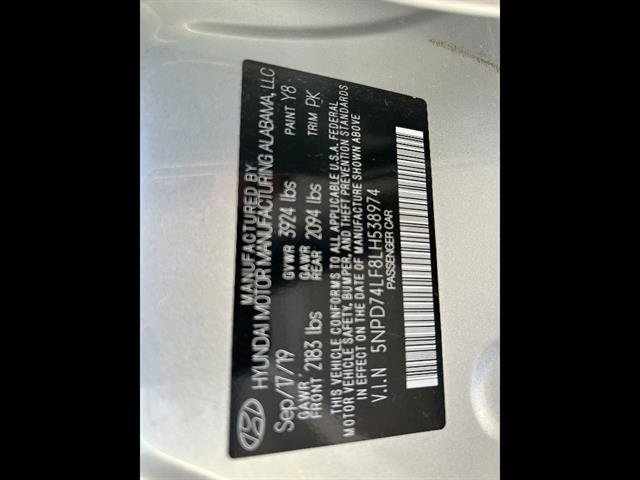 MANUFACTURED BY
HYUNDAI MOTOR MANUFACTURING ALABAMA, LLC
Sep/17/19 GVWR 3924 lbs PAINT Y8
GAWR FRONT 2183 lbs GAWR REAR 2094 lbs TRIM PK
THIS VEHICLE CONFORMS TO ALL APPLICABLE U.S.A. FEDERAL
MOTOR VEHICLE SAFETY, BUMPER, AND THEFT PREVENTION STANDARDS
IN EFFECT ON THE DATE OF MANUFACTURE SHOWN ABOVE
V.I.N 5NPD74LF8LH538974
PASSENGER CAR